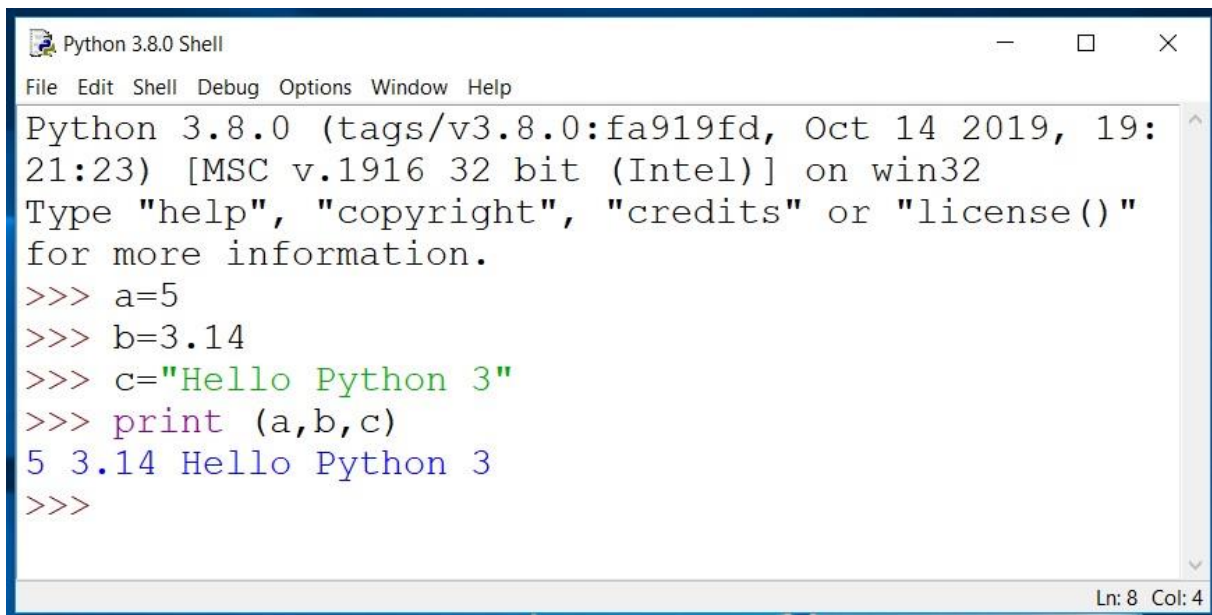 Python 3.8.0 Shell
File Edit Shell Debug Options Window Help
Python 3.8.0 (tags/v3.8.0:fa919fd, Oct 14 2019, 19:
21:23) [MSC v.1916 32 bit (Intel)] on win32
Type "help", "copyright", "credits" or "license()"
for more information.
>>> a=5
>>> b=3.14
>>> c="Hello Python 3"
>>> print (a,b,c)
5 3.14 Hello Python 3
>>>
Ln: 8 Col: 4